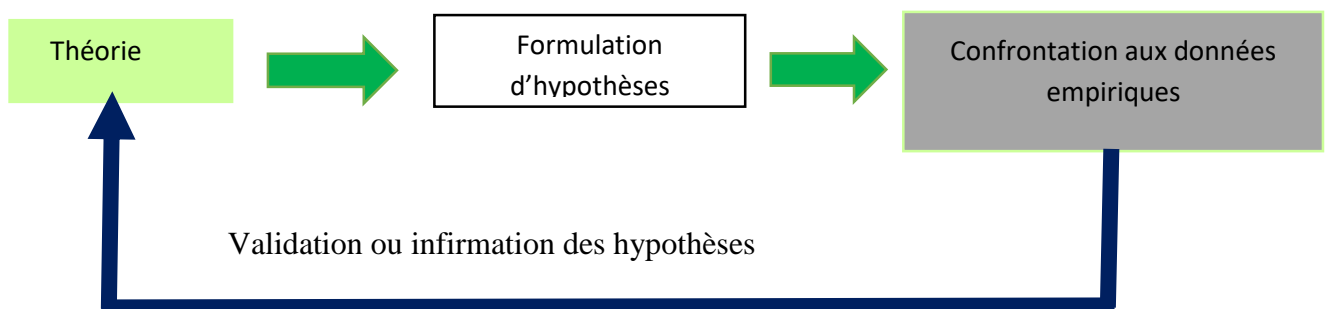 Théorie
Formulation
d’hypothèses
Confrontation aux données
empiriques
Validation ou infirmation des hypothèses